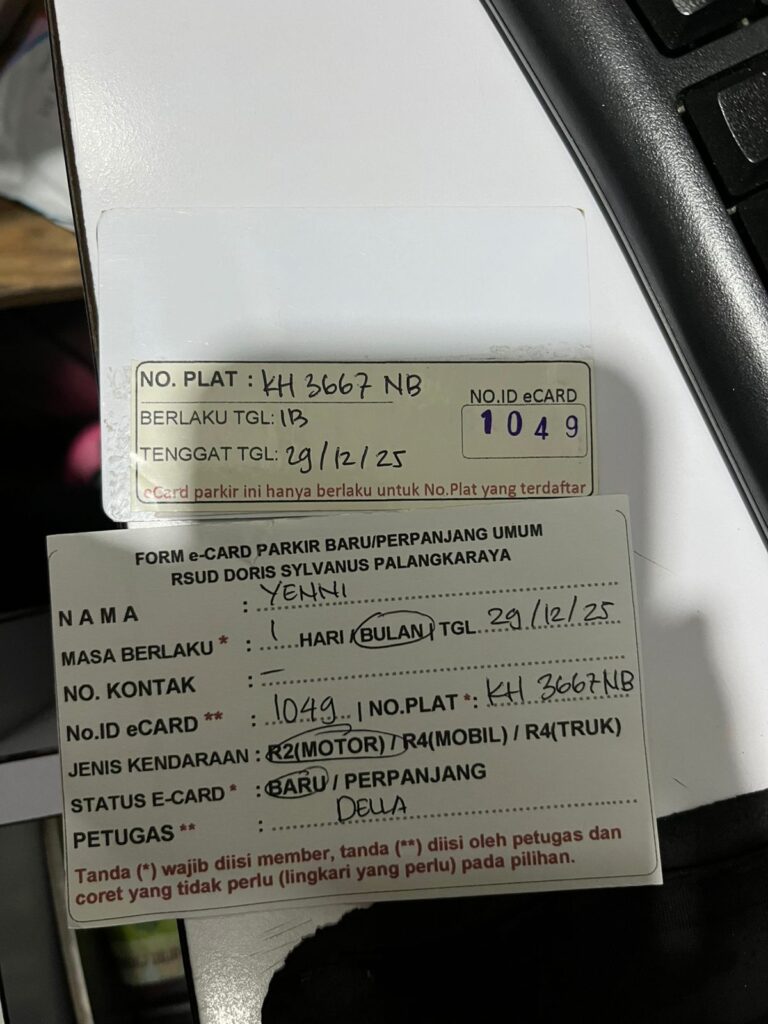 NO. PLAT : KH 3667 NB
NO.ID eCARD
BERLAKU TGL: 1B
1049
TENGGAT TGL: 29/12/25
eCard parkir ini hanya berlaku untuk No.Plat yang terdaftar
FORM e-CARD PARKIR BARU/PERPANJANG UMUM
RSUD DORIS SYLVANUS PALANGKARAYA
NAMA : YENNI
MASA BERLAKU * : 1 HARI / BULAN / TGL 29/12/25
NO. KONTAK : –
No.ID eCARD ** : 1049 | NO.PLAT *: KH 3667 NB
JENIS KENDARAAN : R2(MOTOR) / R4(MOBIL) / R4(TRUK)
STATUS E-CARD * : BARU / PERPANJANG
PETUGAS ** : DELLA
Tanda (*) wajib diisi member, tanda (**) diisi oleh petugas dan
coret yang tidak perlu (lingkari yang perlu) pada pilihan.